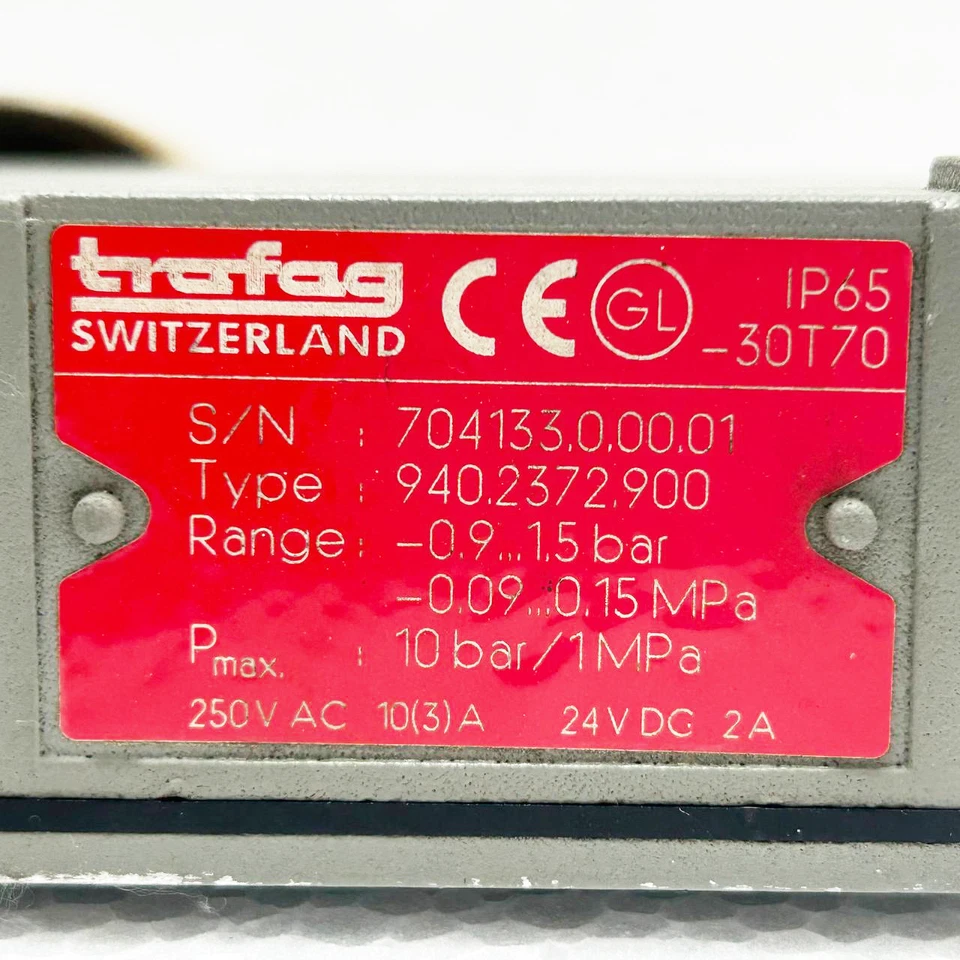 trafag CE GL IP65
SWITZERLAND -30T70
S/N : 704133.0.00.01
Type : 940.2372.900
Range : -0.9...1.5 bar
-0.09...0.15 MPa
Pmax. : 10 bar/1MPa
250V AC 10(3)A 24V DG 2A